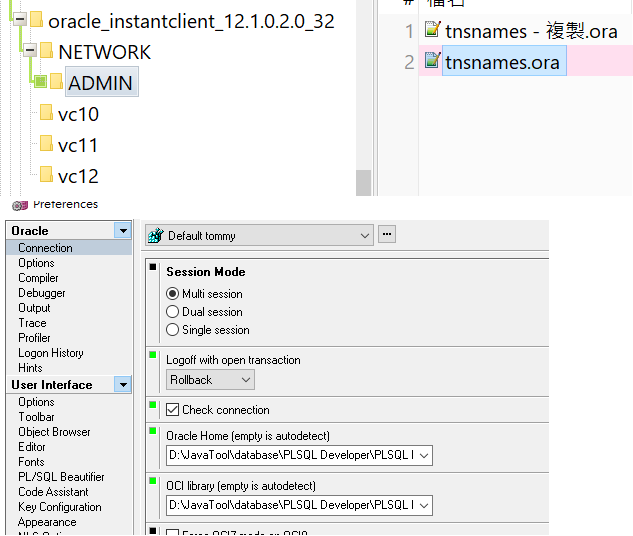 oracle_instantclient_12.1.0.2.0_32
NETWORK
ADMIN
vc10
vc11
vc12
# 檔名
1 tnsnames - 複製.ora
2 tnsnames.ora
Preferences
Oracle
Connection
Options
Compiler
Debugger
Output
Trace
Profiler
Logon History
Hints
User Interface
Options
Toolbar
Object Browser
Editor
Fonts
PL/SQL Beautifier
Code Assistant
Key Configuration
Appearance
Default tommy
...
Session Mode
Multi session
Dual session
Single session
Logoff with open transaction
Rollback
Check connection
Oracle Home (empty is autodetect)
D:\JavaTool\database\PLSQL Developer\PLSQL
OCI library (empty is autodetect)
D:\JavaTool\database\PLSQL Developer\PLSQL